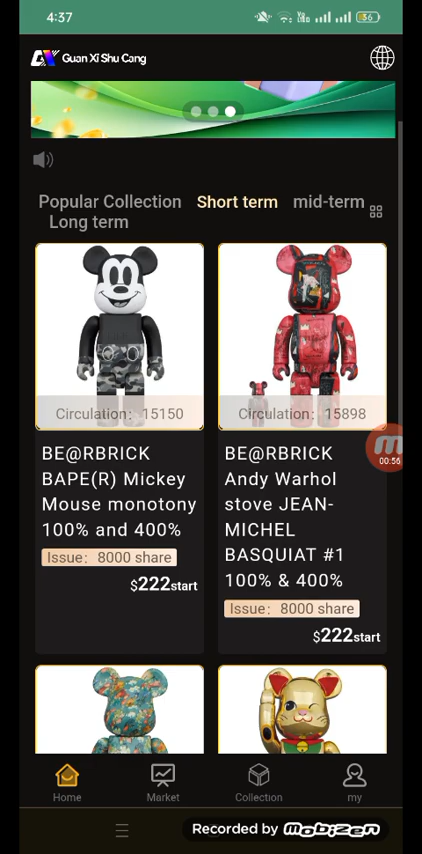 4:37
56
GX Guan Xi Shu Cang
Popular Collection Short term mid-term
Long term
Circulation： 15150
Circulation： 15898
BE@RBRICK
BAPE(R) Mickey
Mouse monotony
100% and 400%
Issue： 8000 share
$222start
BE@RBRICK
Andy Warhol
stove JEAN-
MICHEL
BASQUIAT #1
100% & 400%
Issue： 8000 share
$222start
m
00:56
Home Market Collection my
Recorded by mobizen